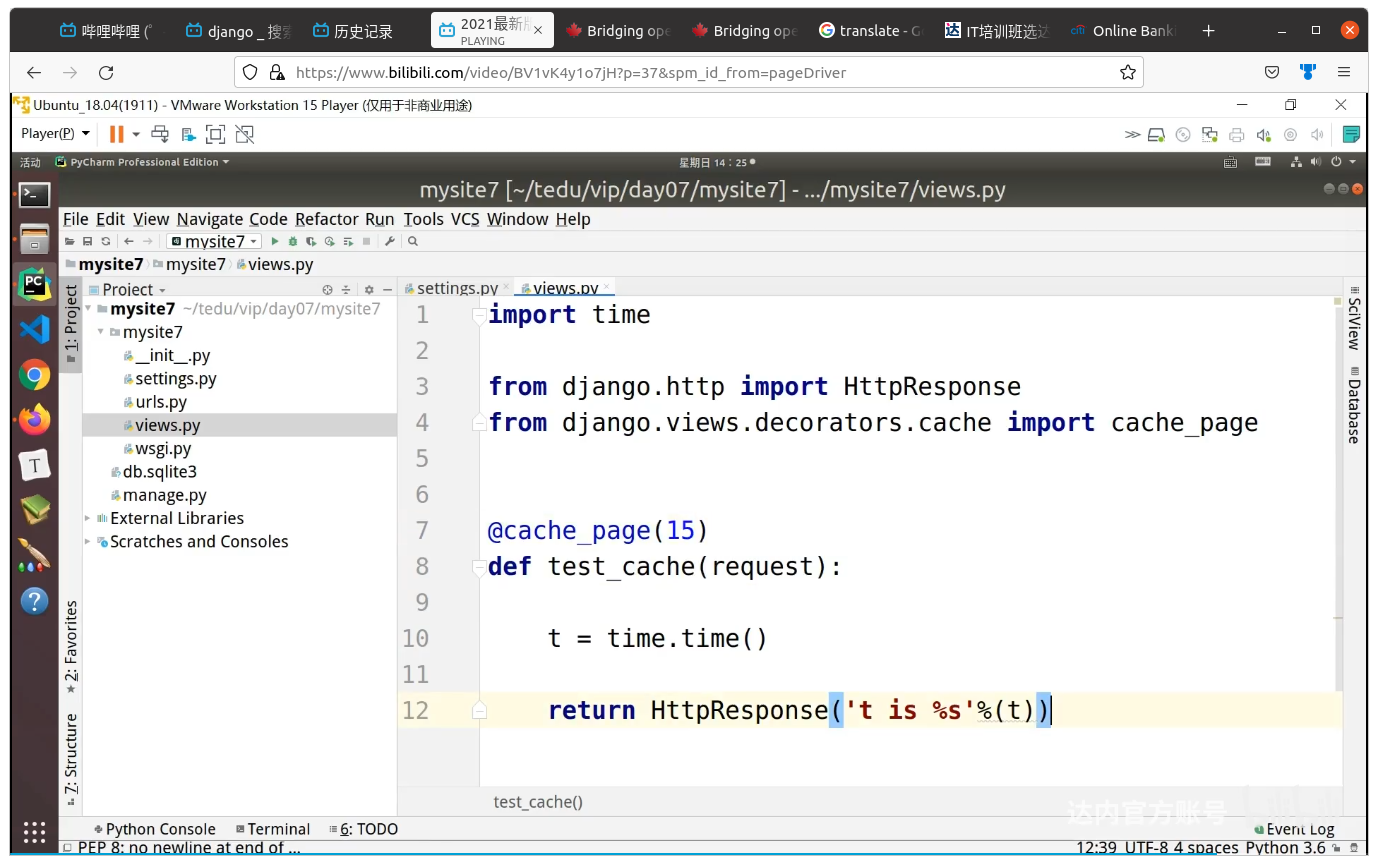 哔哩哔哩 (゜
django _ 搜索
历史记录
2021最新版
PLAYING
Bridging ope
Bridging ope
translate - G
IT培训班选达
Online Bank
https://www.bilibili.com/video/BV1vK4y1o7jH?p=37&spm_id_from=pageDriver
Ubuntu_18.04(1911) - VMware Workstation 15 Player (仅用于非商业用途)
Player(P)
活动 PyCharm Professional Edition 星期日 14：25
mysite7 [~/tedu/vip/day07/mysite7] - .../mysite7/views.py
File Edit View Navigate Code Refactor Run Tools VCS Window Help
mysite7
mysite7 mysite7 views.py
1: Project
Project
mysite7 ~/tedu/vip/day07/mysite7
mysite7
__init__.py
settings.py
urls.py
views.py
wsgi.py
db.sqlite3
manage.py
External Libraries
Scratches and Consoles
2: Favorites
7: Structure
settings.py
views.py
1 import time
2
3 from django.http import HttpResponse
4 from django.views.decorators.cache import cache_page
5
6
7 @cache_page(15)
8 def test_cache(request):
9
10 t = time.time()
11
12 return HttpResponse('t is %s'%(t))
test_cache()
SciView
Database
达内官方账号
Python Console Terminal 6: TODO Event Log
PEP 8: no newline at end of ... 12:39 UTF-8 4 spaces Python 3.6